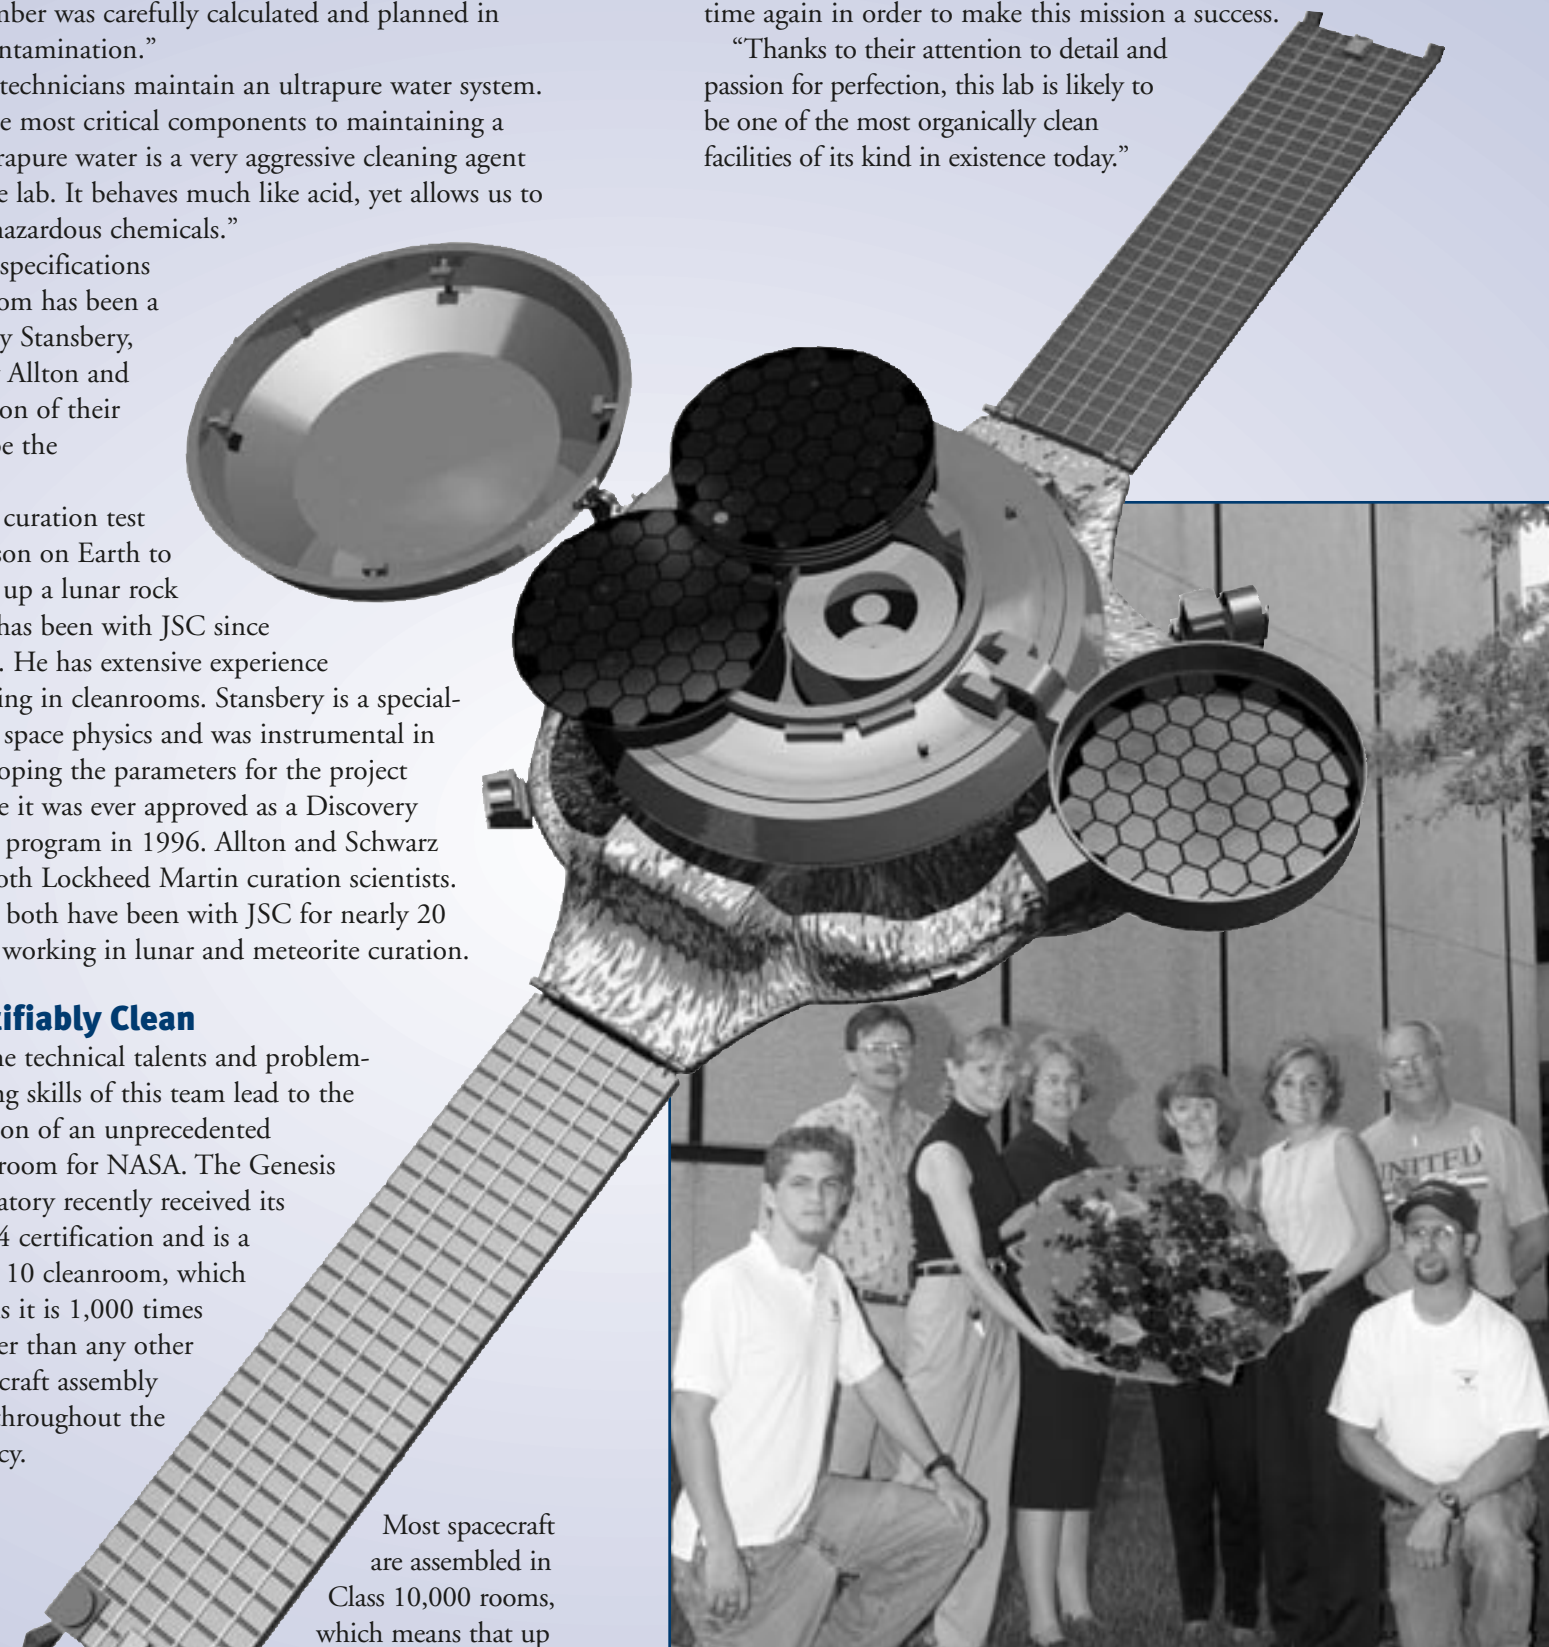 mber was carefully calculated and planned in
ntamination.”
technicians maintain an ultrapure water system.
e most critical components to maintaining a
rapure water is a very aggressive cleaning agent
e lab. It behaves much like acid, yet allows us to
hazardous chemicals.”
specifications
om has been a
y Stansbery,
Allton and
on of their
be the
curation test
son on Earth to
up a lunar rock
has been with JSC since
. He has extensive experience
ing in cleanrooms. Stansbery is a special-
space physics and was instrumental in
oping the parameters for the project
e it was ever approved as a Discovery
program in 1996. Allton and Schwarz
oth Lockheed Martin curation scientists.
both have been with JSC for nearly 20
working in lunar and meteorite curation.
tifiably Clean
he technical talents and problem-
ng skills of this team lead to the
ion of an unprecedented
room for NASA. The Genesis
atory recently received its
4 certification and is a
10 cleanroom, which
s it is 1,000 times
er than any other
craft assembly
throughout the
cy.
Most spacecraft
are assembled in
Class 10,000 rooms,
which means that up
time again in order to make this mission a success.
“Thanks to their attention to detail and
passion for perfection, this lab is likely to
be one of the most organically clean
facilities of its kind in existence today.”
UNITED